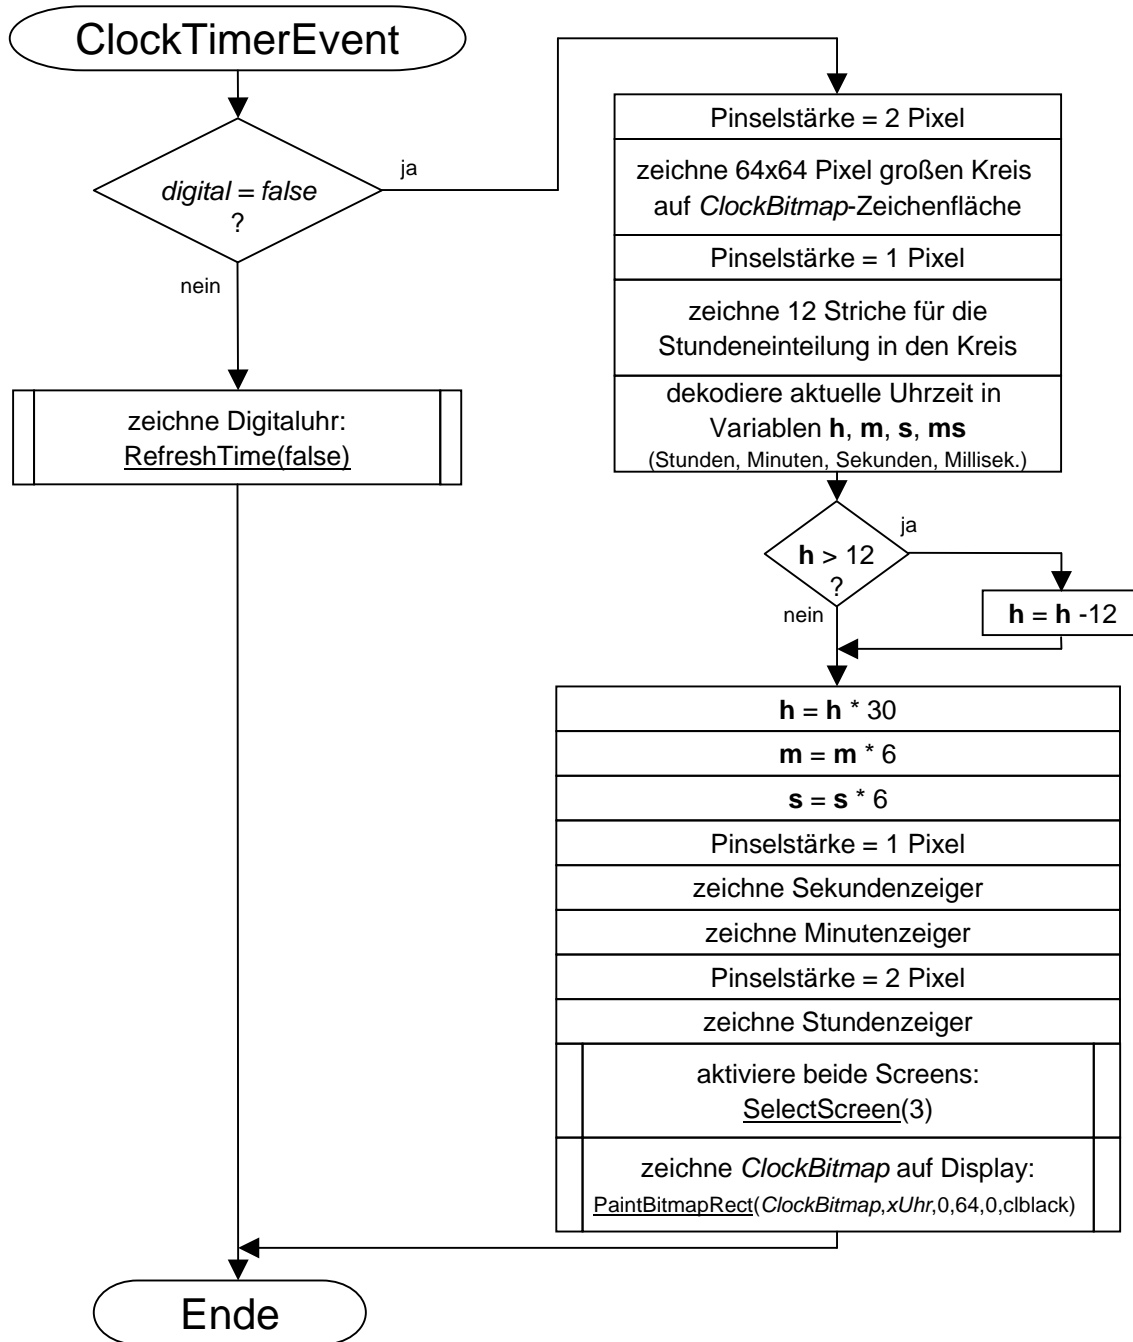 ClockTimerEvent
digital = false
?
ja
nein
zeichne Digitaluhr:
RefreshTime(false)
Pinselstärke = 2 Pixel
zeichne 64x64 Pixel großen Kreis
auf ClockBitmap-Zeichenfläche
Pinselstärke = 1 Pixel
zeichne 12 Striche für die
Stundeneinteilung in den Kreis
dekodiere aktuelle Uhrzeit in
Variablen h, m, s, ms
(Stunden, Minuten, Sekunden, Millisek.)
h > 12
?
ja
nein
h = h -12
h = h * 30
m = m * 6
s = s * 6
Pinselstärke = 1 Pixel
zeichne Sekundenzeiger
zeichne Minutenzeiger
Pinselstärke = 2 Pixel
zeichne Stundenzeiger
aktiviere beide Screens:
SelectScreen(3)
zeichne ClockBitmap auf Display:
PaintBitmapRect(ClockBitmap,xUhr,0,64,0,clblack)
Ende